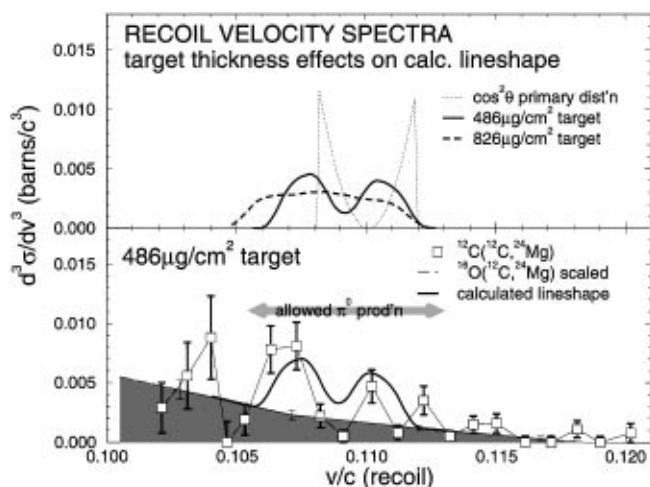 RECOIL VELOCITY SPECTRA
target thickness effects on calc. lineshape
cos²θ primary dist'n
486μg/cm² target
826μg/cm² target
0.015
0.010
0.005
0.000
d³σ/dv³ (barns/c³)
486μg/cm² target
¹²C(¹²C,²⁴Mg)
¹⁶O(¹²C,²⁴Mg) scaled
calculated lineshape
allowed π⁰ prod'n
0.015
0.010
0.005
0.000
0.100 0.105 0.110 0.115 0.120
v/c (recoil)